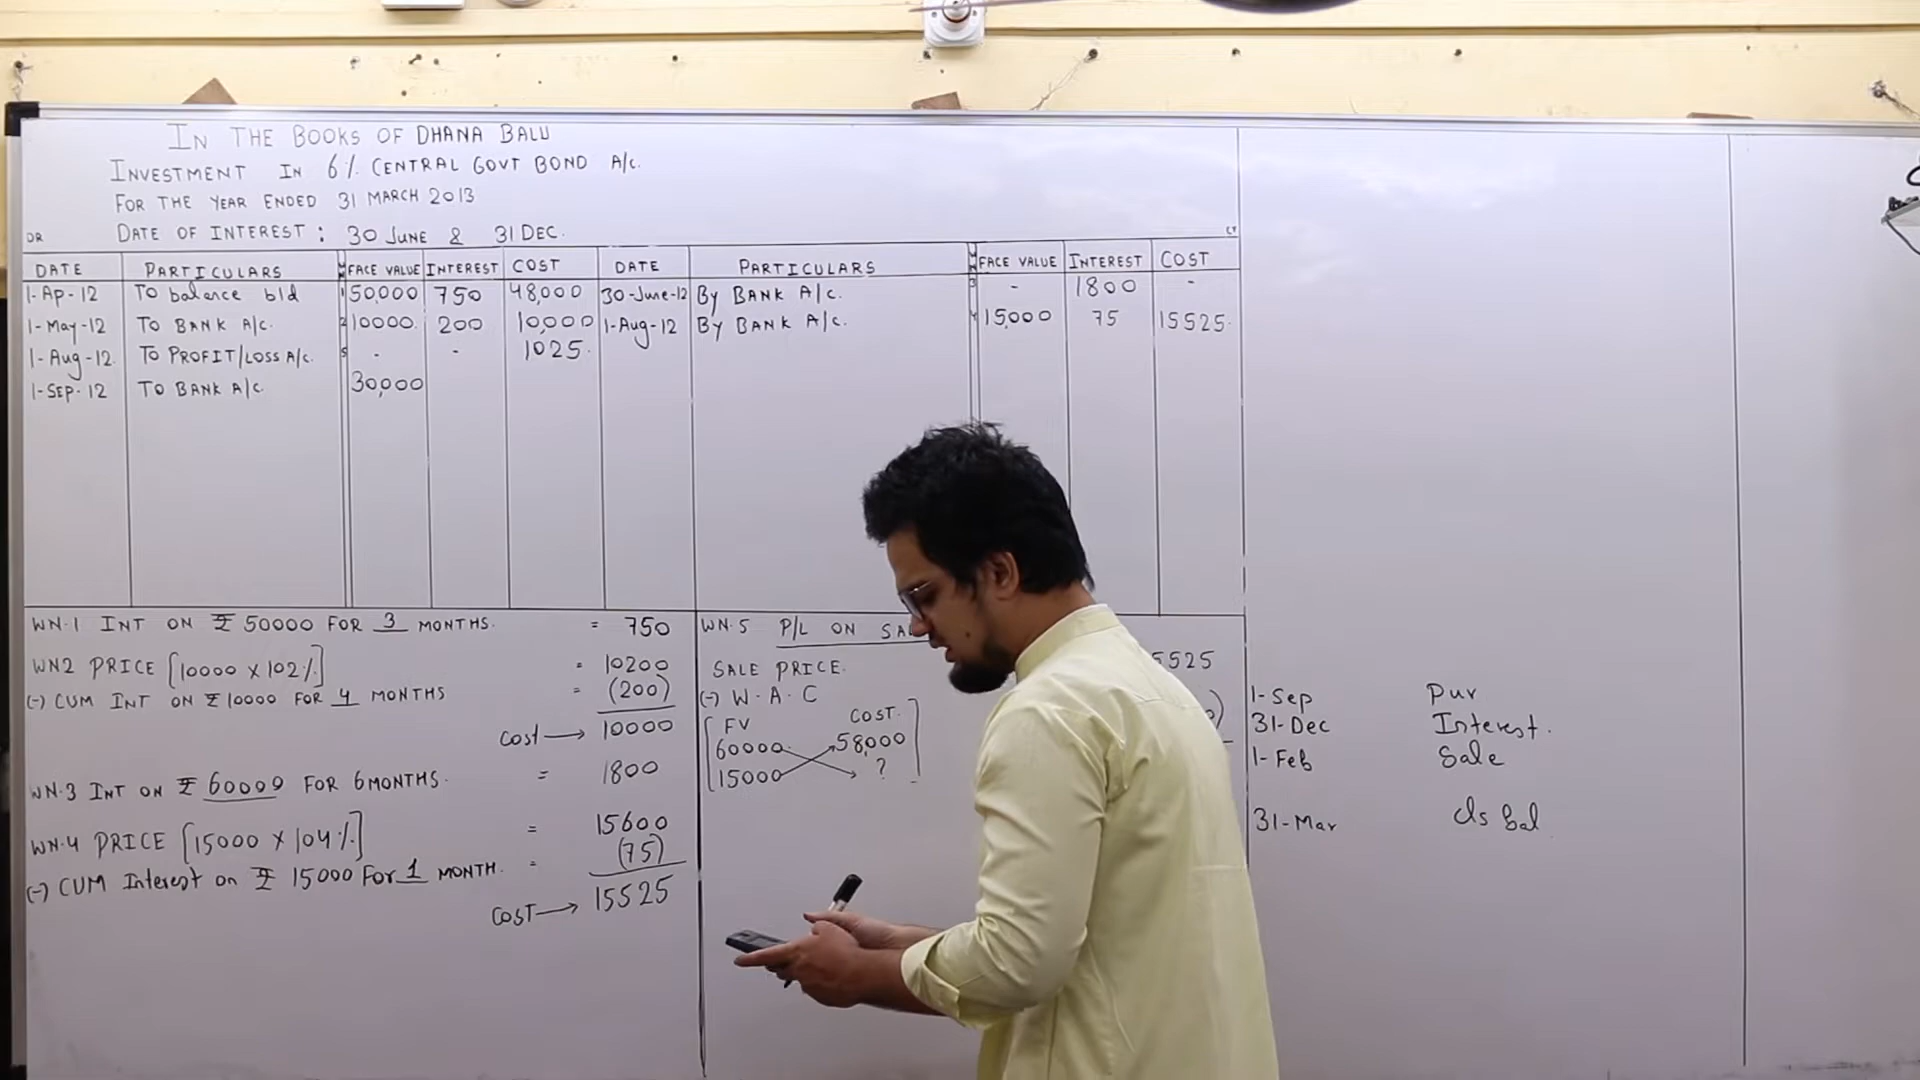 IN THE BOOKS OF DHANA BALU
INVESTMENT IN 6% CENTRAL GOVT BOND A/c.
FOR THE YEAR ENDED 31 MARCH 2013
DR DATE OF INTEREST : 30 JUNE & 31 DEC.
DATE PARTICULARS FACE VALUE INTEREST COST DATE PARTICULARS FACE VALUE INTEREST COST
1-Ap-12 To balance b/d 1 50,000 750 48,000 30-June-12 By BANK A/c. 3 - 1800 -
1-May-12 To BANK A/c. 2 10000 200 10,000 1-Aug-12 By BANK A/c. 4 15,000 75 15525.
1-Aug-12. To PROFIT/LOSS A/c. 5 - - 1025.
1-SEP-12 To BANK A/c 30,000
WN.1 INT ON ₹ 50000 FOR 3 MONTHS. = 750
WN2 PRICE [10000 X 102%] = 10200
(-) CUM INT ON ₹ 10000 FOR 4 MONTHS = (200)
Cost → 10000
WN.3 INT ON ₹ 60000 FOR 6 MONTHS. = 1800
WN.4 PRICE [15000 X 104%] = 15600
(-) CUM Interest on ₹ 15000 For 1 MONTH. = (75)
COST → 15525
WN.5 P/L ON
SALE PRICE. 5525
(-) W.A.C
FV COST.
60000 58,000
15000 ?
1-Sep Pur
31-Dec Interest.
1-Feb Sale
31-Mar Cls bal